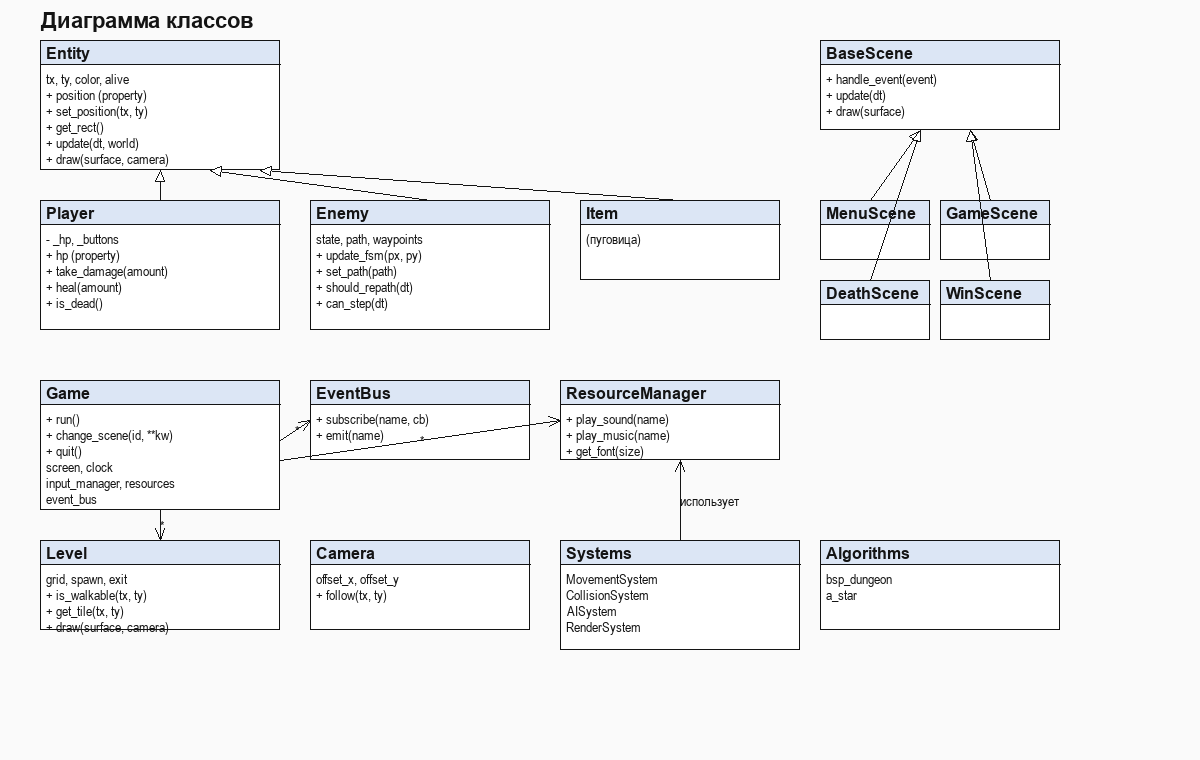 Диаграмма классов
Entity
tx, ty, color, alive
+ position (property)
+ set_position(tx, ty)
+ get_rect()
+ update(dt, world)
+ draw(surface, camera)
BaseScene
+ handle_event(event)
+ update(dt)
+ draw(surface)
Player
- _hp, _buttons
+ hp (property)
+ take_damage(amount)
+ heal(amount)
+ is_dead()
Enemy
state, path, waypoints
+ update_fsm(px, py)
+ set_path(path)
+ should_repath(dt)
+ can_step(dt)
Item
(пуговица)
MenuScene
GameScene
DeathScene
WinScene
Game
+ run()
+ change_scene(id, **kw)
+ quit()
screen, clock
input_manager, resources
event_bus
*
EventBus
+ subscribe(name, cb)
+ emit(name)
*
ResourceManager
+ play_sound(name)
+ play_music(name)
+ get_font(size)
*
использует
Level
grid, spawn, exit
+ is_walkable(tx, ty)
+ get_tile(tx, ty)
+ draw(surface, camera)
Camera
offset_x, offset_y
+ follow(tx, ty)
Systems
MovementSystem
CollisionSystem
AISystem
RenderSystem
Algorithms
bsp_dungeon
a_star